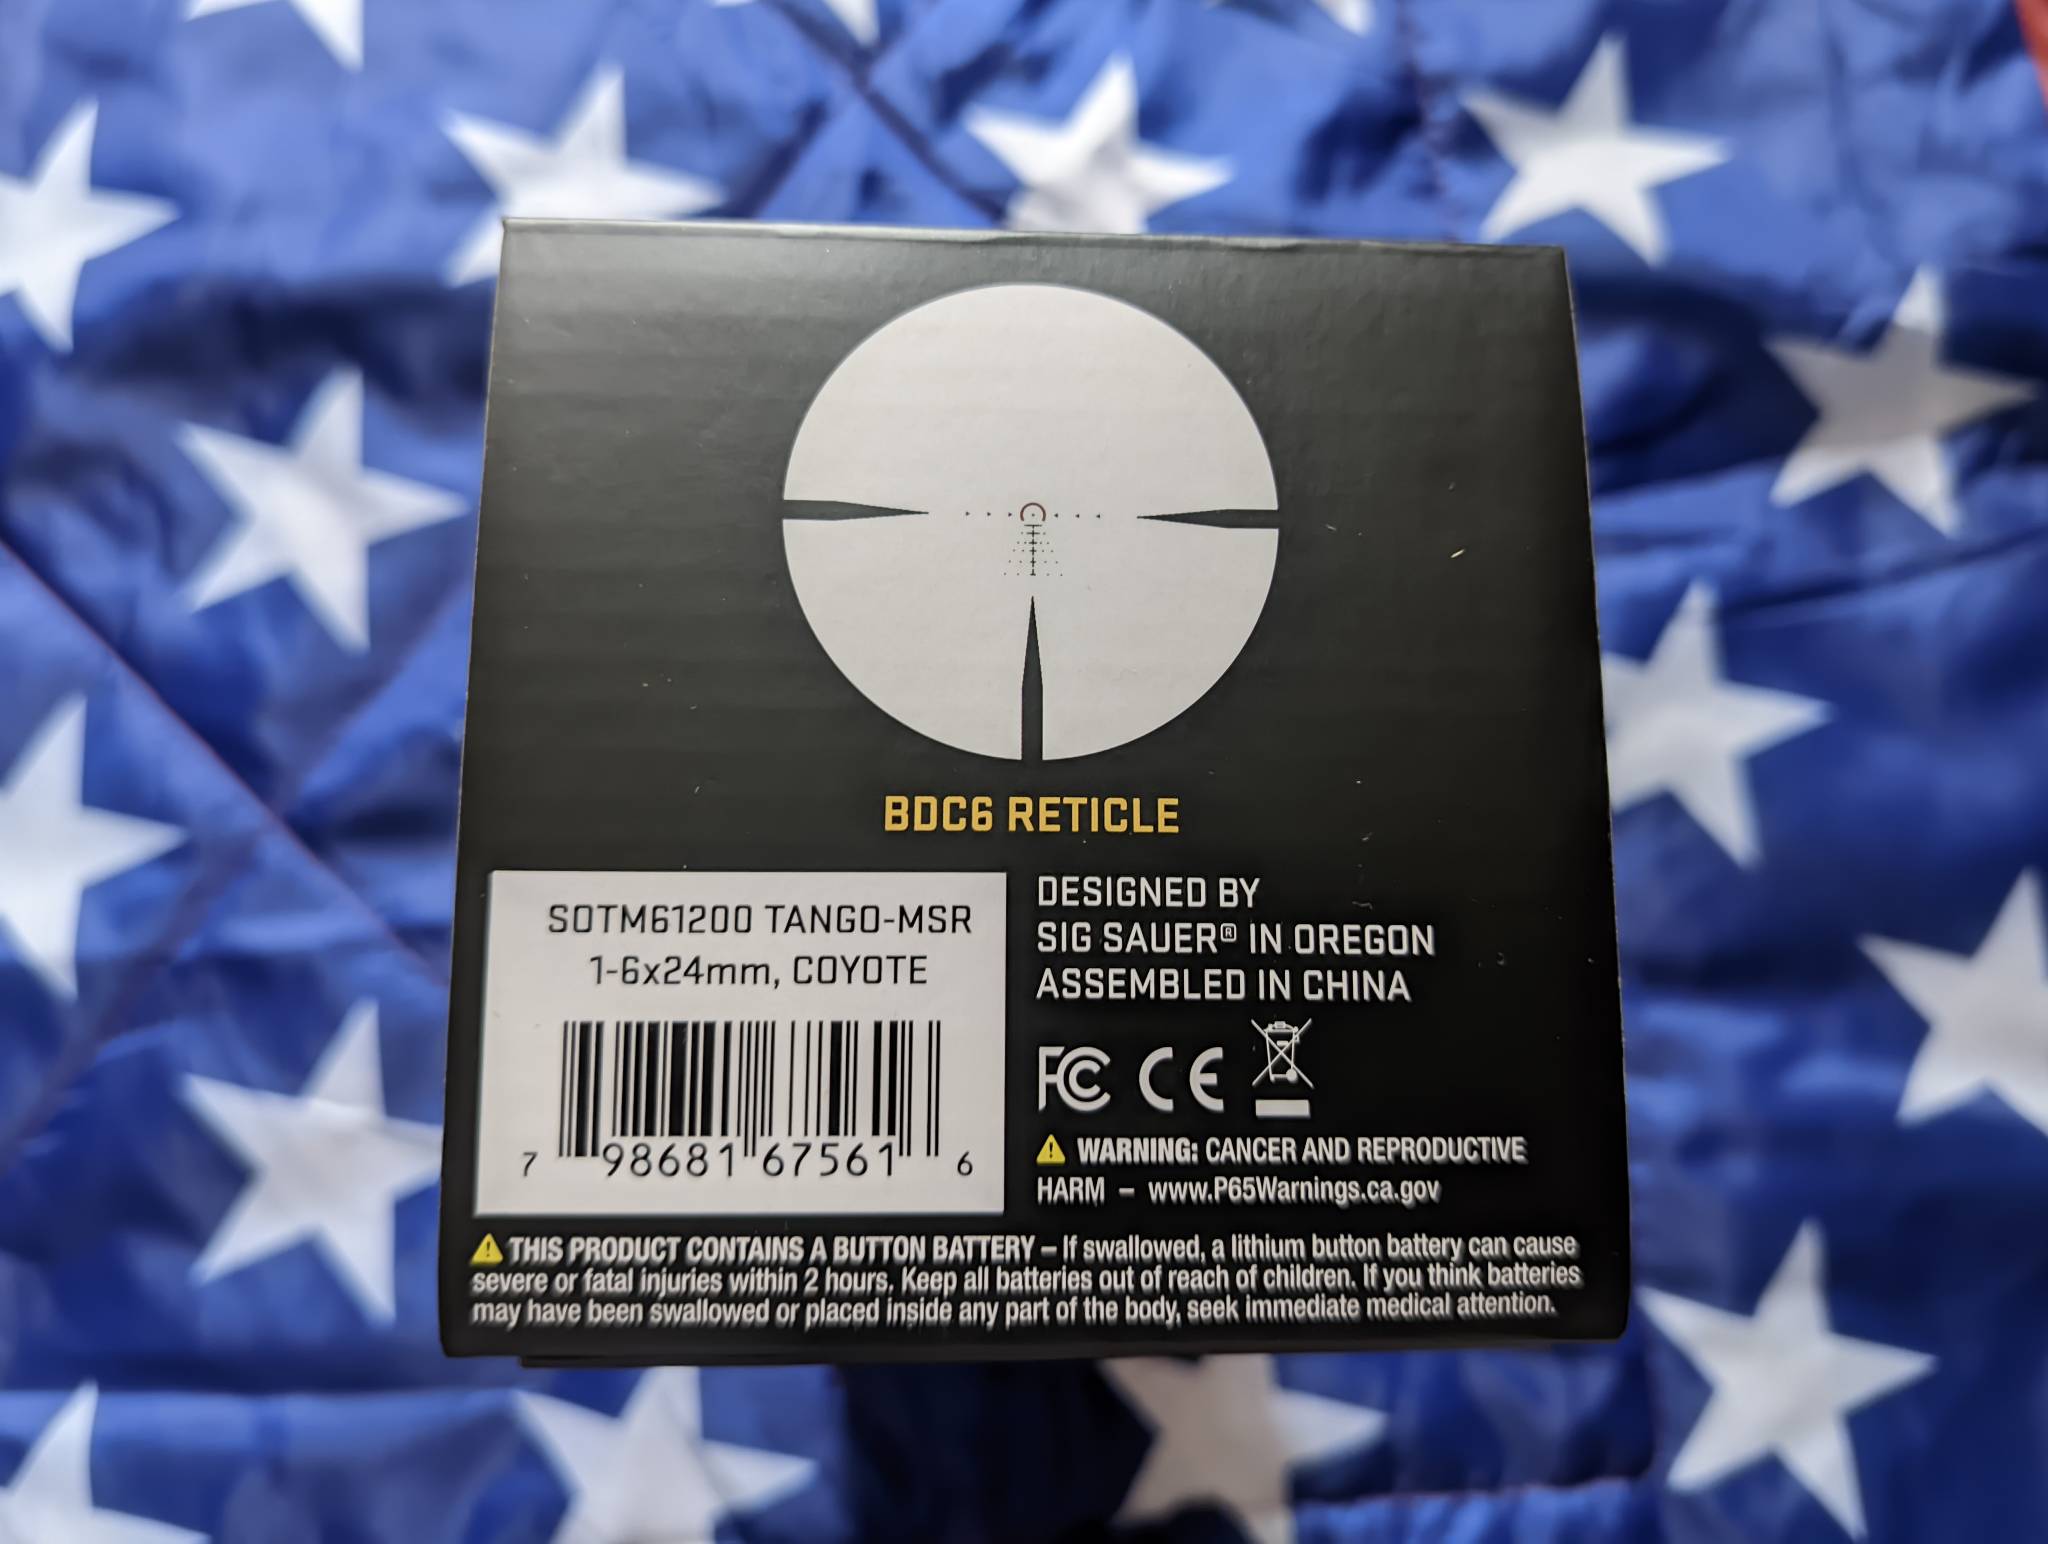 BDC6 RETICLE
SOTM61200 TANGO-MSR
1-6x24mm, COYOTE
7 98681 67561 6
DESIGNED BY
SIG SAUER® IN OREGON
ASSEMBLED IN CHINA
FC CE
WARNING: CANCER AND REPRODUCTIVE
HARM – www.P65Warnings.ca.gov
THIS PRODUCT CONTAINS A BUTTON BATTERY – If swallowed, a lithium button battery can cause
severe or fatal injuries within 2 hours. Keep all batteries out of reach of children. If you think batteries
may have been swallowed or placed inside any part of the body, seek immediate medical attention.